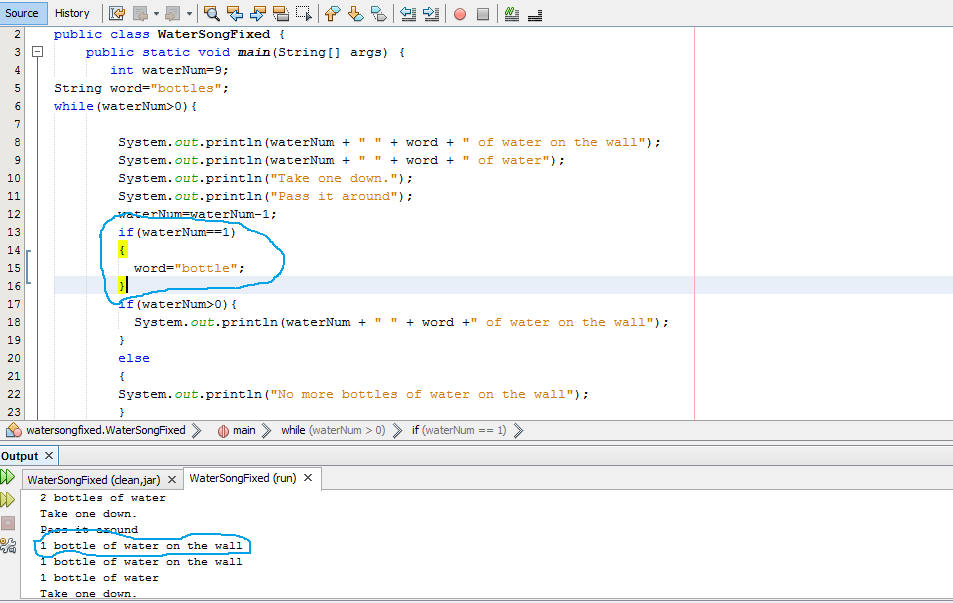 Source History
2 public class WaterSongFixed {
3 public static void main(String[] args) {
4 int waterNum=9;
5 String word="bottles";
6 while(waterNum>0){
7
8 System.out.println(waterNum + " " + word + " of water on the wall");
9 System.out.println(waterNum + " " + word + " of water");
10 System.out.println("Take one down.");
11 System.out.println("Pass it around");
12 waterNum=waterNum-1;
13 if(waterNum==1)
14 {
15 word="bottle";
16 }
17 if(waterNum>0){
18 System.out.println(waterNum + " " + word +" of water on the wall");
19 }
20 else
21 {
22 System.out.println("No more bottles of water on the wall");
23 }
watersongfixed.WaterSongFixed main while (waterNum > 0) if (waterNum == 1)
Output
WaterSongFixed (clean,jar) WaterSongFixed (run)
2 bottles of water
Take one down.
Pass it around
1 bottle of water on the wall
1 bottle of water on the wall
1 bottle of water
Take one down.